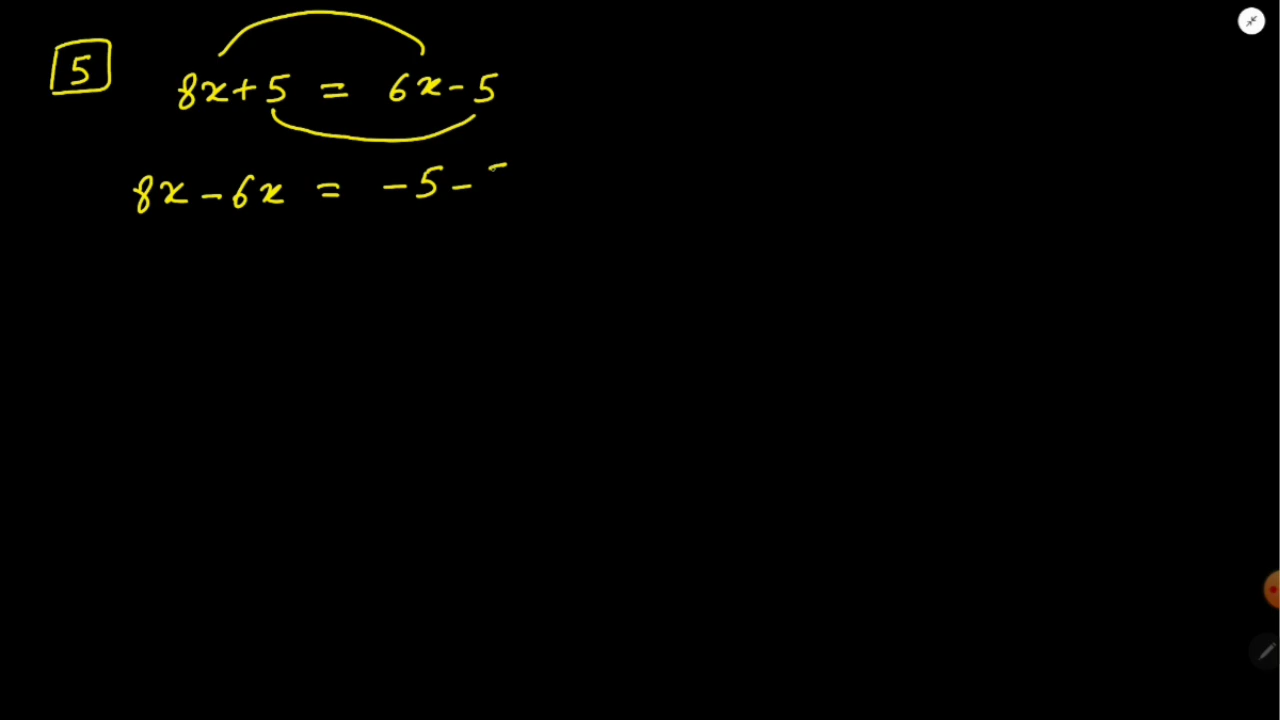 5
8x+5 = 6x-5
8x-6x = -5-